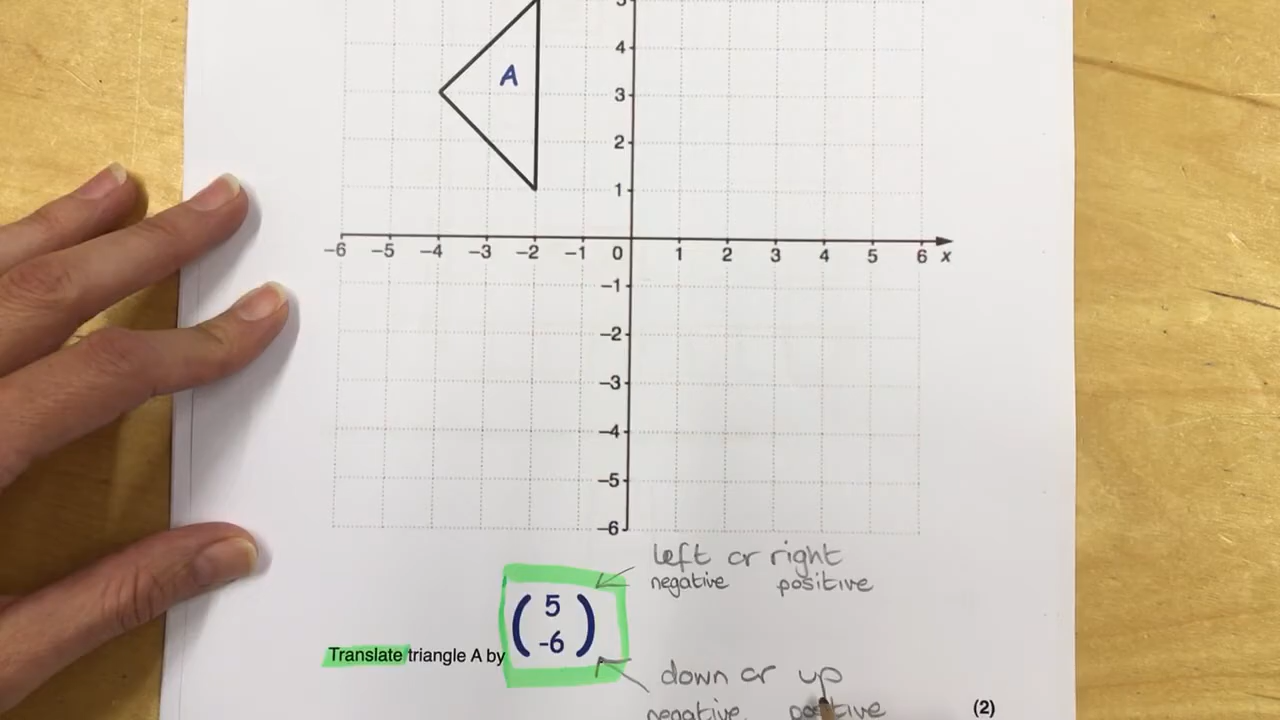 5
4
A
3
2
1
-6 -5 -4 -3 -2 -1 0 1 2 3 4 5 6 x
-1
-2
-3
-4
-5
-6
left or right
negative positive
5
-6
Translate triangle A by
down or up
negative positive
(2)